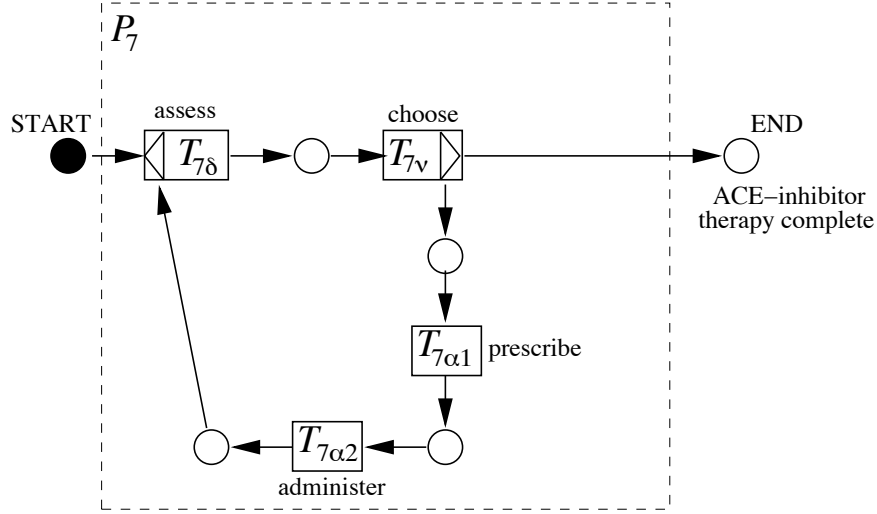 P7
assess
choose
START
END
T7δ
T7ν
ACE−inhibitor
therapy complete
T7α1
prescribe
T7α2
administer